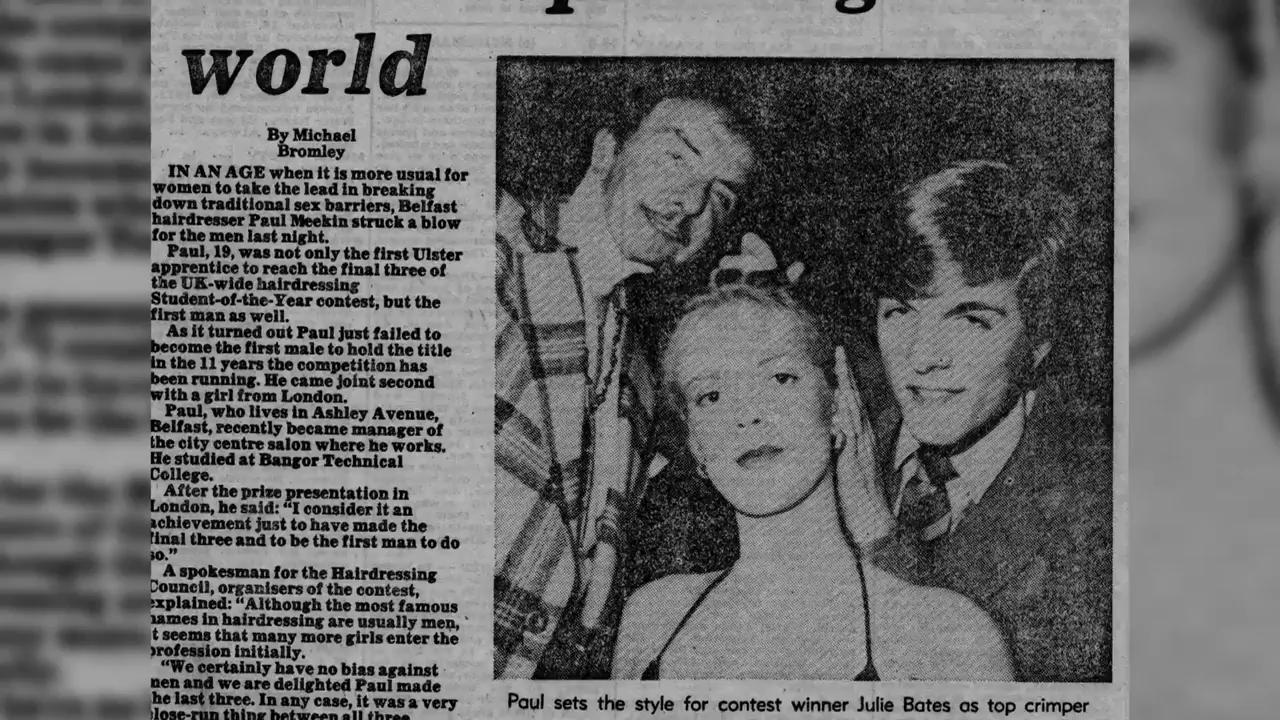 world
By Michael
Bromley
IN AN AGE when it is more usual for
women to take the lead in breaking
down traditional sex barriers, Belfast
hairdresser Paul Meekin struck a blow
for the men last night.
Paul, 19, was not only the first Ulster
apprentice to reach the final three of
the UK-wide hairdressing
Student-of-the-Year contest, but the
first man as well.
As it turned out Paul just failed to
become the first male to hold the title
in the 11 years the competition has
been running. He came joint second
with a girl from London.
Paul, who lives in Ashley Avenue,
Belfast, recently became manager of
the city centre salon where he works.
He studied at Bangor Technical
College.
After the prize presentation in
London, he said: “I consider it an
achievement just to have made the
final three and to be the first man to do
so.”
A spokesman for the Hairdressing
Council, organisers of the contest,
explained: “Although the most famous
names in hairdressing are usually men,
it seems that many more girls enter the
profession initially.
“We certainly have no bias against
men and we are delighted Paul made
the last three. In any case, it was a very
close-run thing between all three
Paul sets the style for contest winner Julie Bates as top crimper